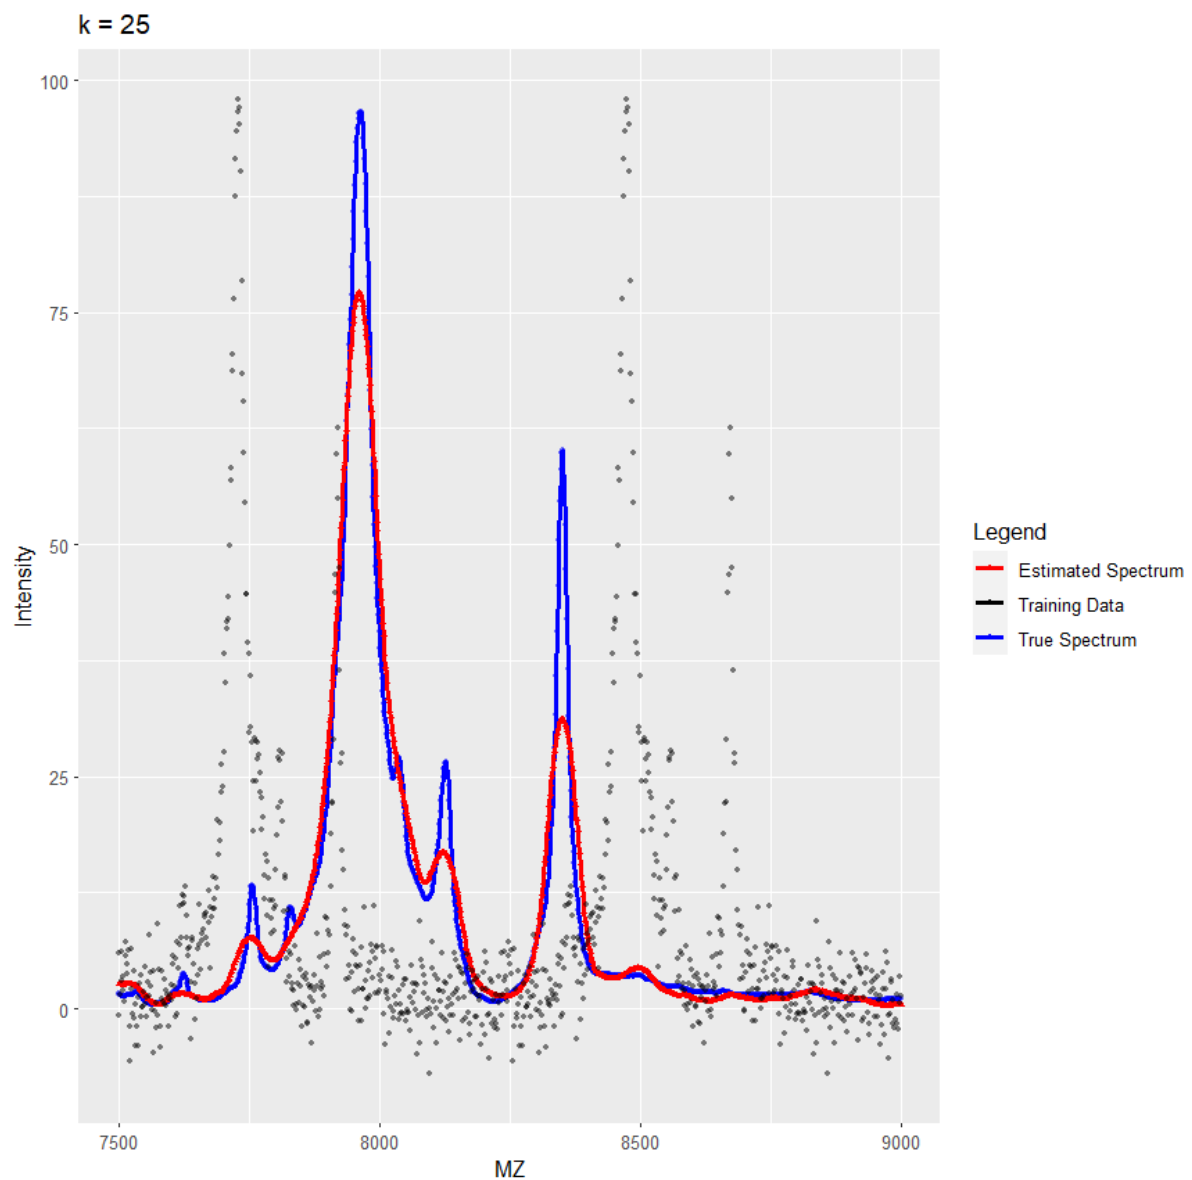 k = 25
100
75
50
25
0
Intensity
7500
8000
8500
9000
MZ
Legend
Estimated Spectrum
Training Data
True Spectrum